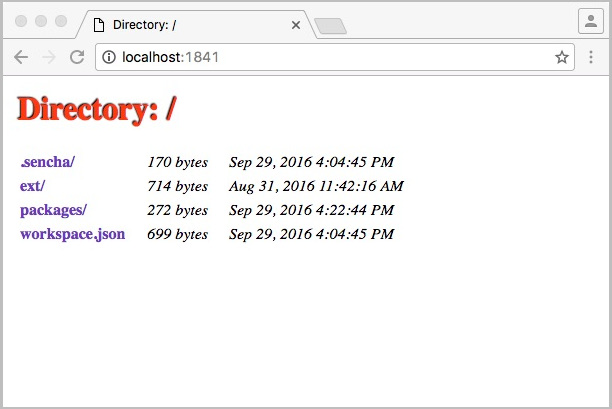 Directory: /
localhost:1841
Directory: /
.sencha/ 170 bytes Sep 29, 2016 4:04:45 PM
ext/ 714 bytes Aug 31, 2016 11:42:16 AM
packages/ 272 bytes Sep 29, 2016 4:22:44 PM
workspace.json 699 bytes Sep 29, 2016 4:04:45 PM